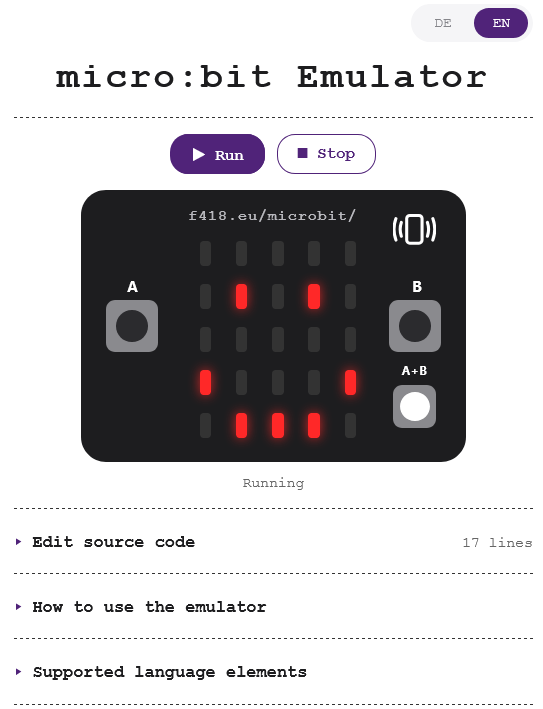 DE EN
micro:bit Emulator
Run Stop
f418.eu/microbit/
A B
A+B
Running
Edit source code 17 lines
How to use the emulator
Supported language elements